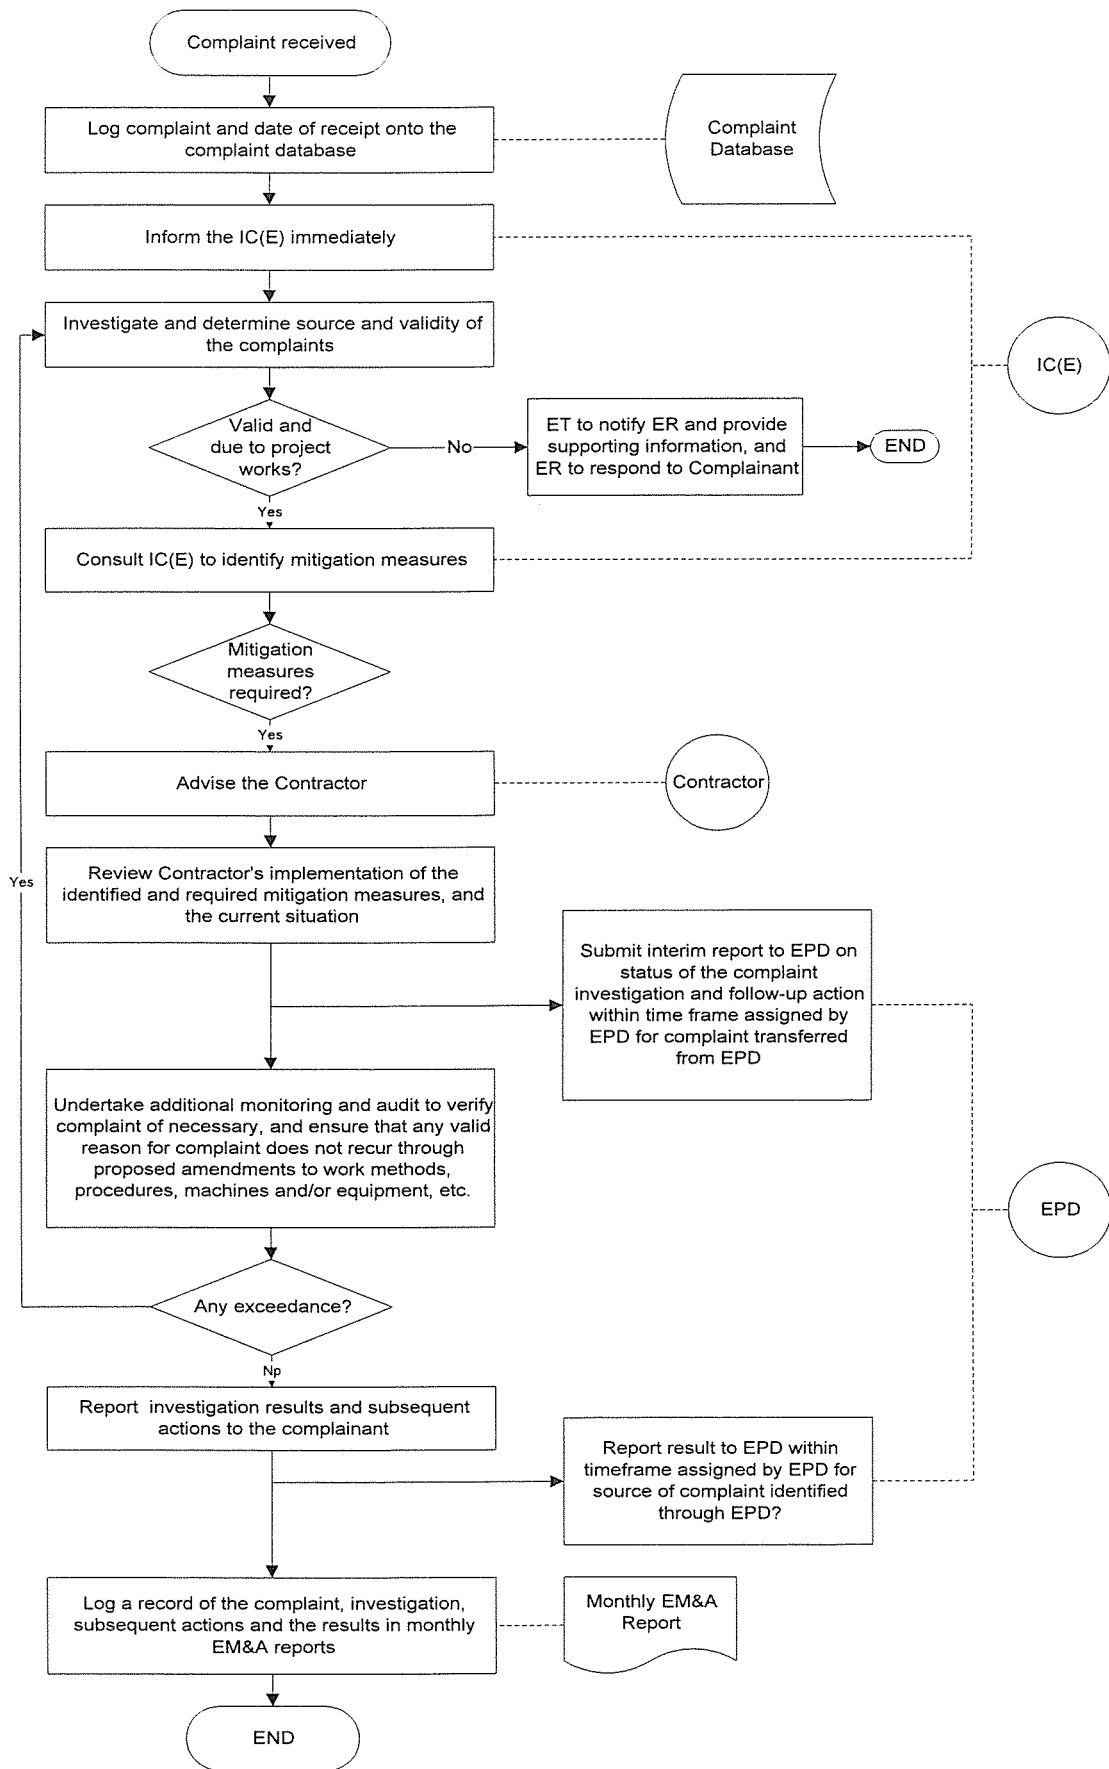 Complaint received
Log complaint and date of receipt onto the
complaint database
Complaint
Database
Inform the IC(E) immediately
Investigate and determine source and validity of
the complaints
IC(E)
Valid and
due to project
works?
No
ET to notify ER and provide
supporting information, and
ER to respond to Complainant
END
Yes
Consult IC(E) to identify mitigation measures
Mitigation
measures
required?
Yes
Advise the Contractor
Contractor
Review Contractor's implementation of the
identified and required mitigation measures, and
the current situation
Yes
Submit interim report to EPD on
status of the complaint
investigation and follow-up action
within time frame assigned by
EPD for complaint transferred
from EPD
Undertake additional monitoring and audit to verify
complaint of necessary, and ensure that any valid
reason for complaint does not recur through
proposed amendments to work methods,
procedures, machines and/or equipment, etc.
EPD
Any exceedance?
Np
Report investigation results and subsequent
actions to the complainant
Report result to EPD within
timeframe assigned by EPD for
source of complaint identified
through EPD?
Log a record of the complaint, investigation,
subsequent actions and the results in monthly
EM&A reports
Monthly EM&A
Report
END